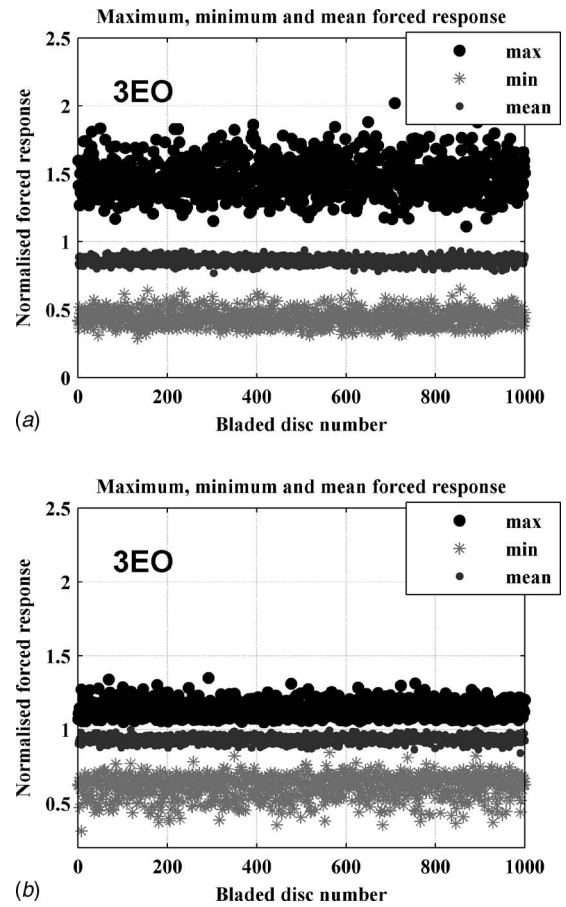 Maximum, minimum and mean forced response
2.5
2
1.5
1
0.5
0
Normalised forced response
3EO
max
min
mean
0 200 400 600 800 1000
Bladed disc number
(a)
Maximum, minimum and mean forced response
2.5
2
1.5
1
0.5
Normalised forced response
3EO
max
min
mean
0 200 400 600 800 1000
Bladed disc number
(b)